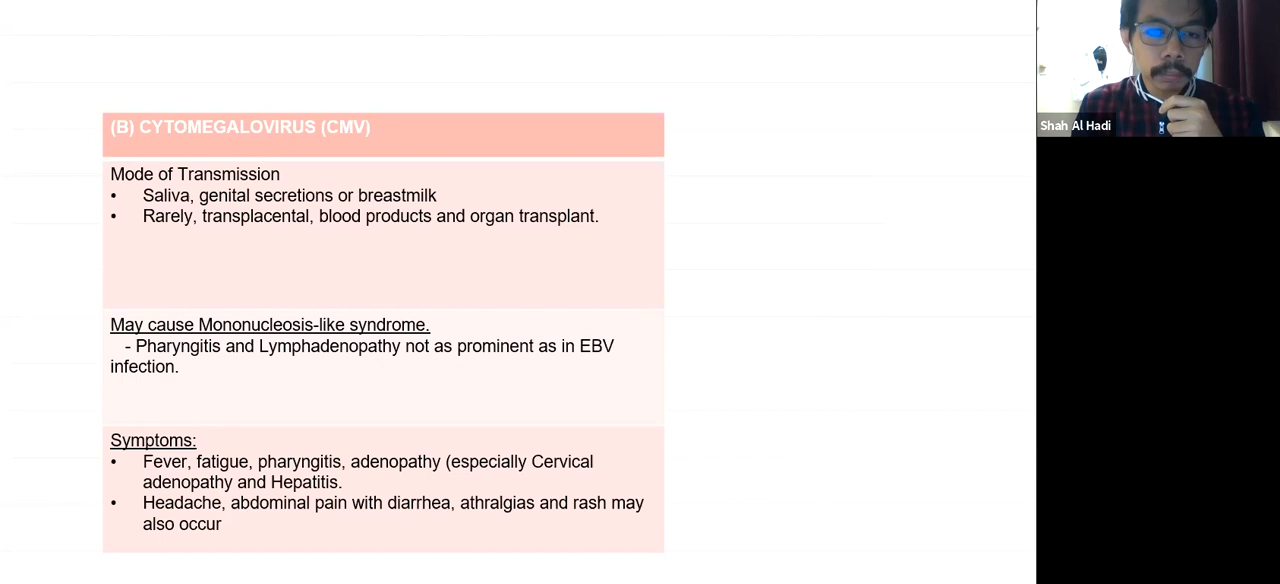 (B) CYTOMEGALOVIRUS (CMV)
Mode of Transmission
• Saliva, genital secretions or breastmilk
• Rarely, transplacental, blood products and organ transplant.
May cause Mononucleosis-like syndrome.
- Pharyngitis and Lymphadenopathy not as prominent as in EBV
infection.
Symptoms:
• Fever, fatigue, pharyngitis, adenopathy (especially Cervical
adenopathy and Hepatitis.
• Headache, abdominal pain with diarrhea, athralgias and rash may
also occur
Shah Al Hadi